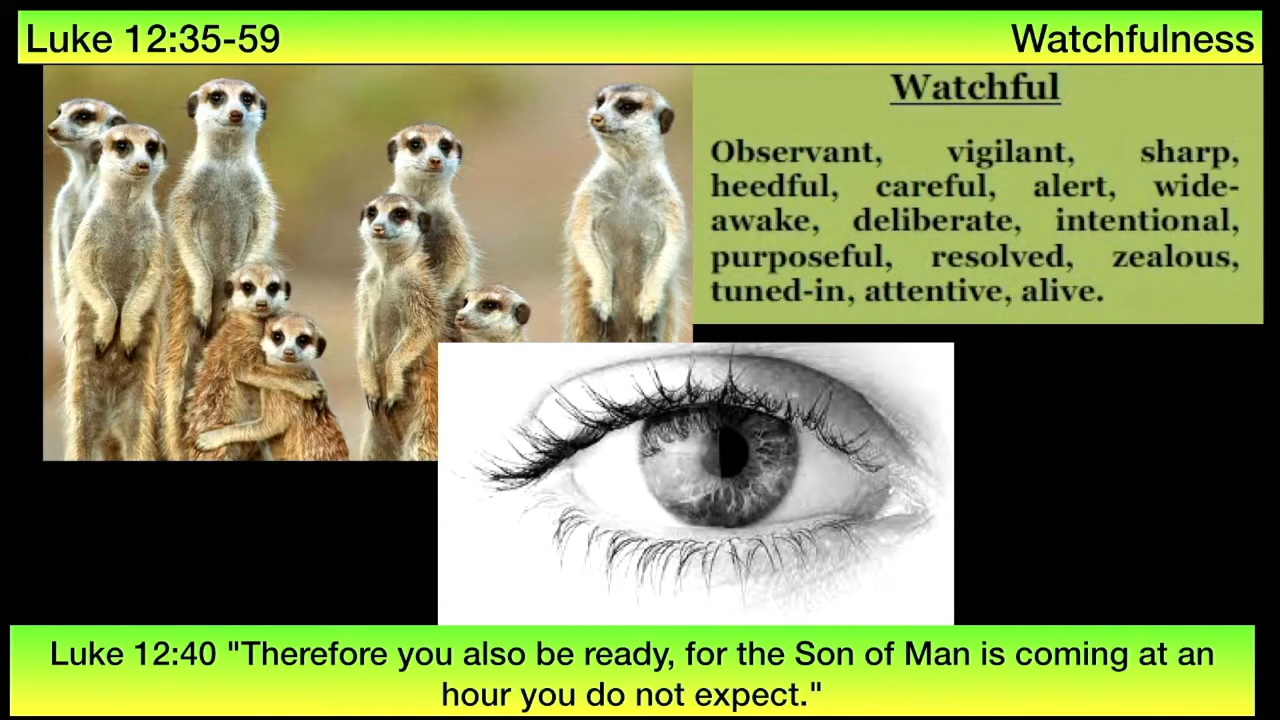 Luke 12:35-59
Watchfulness
Watchful
Observant, vigilant, sharp,
heedful, careful, alert, wide-
awake, deliberate, intentional,
purposeful, resolved, zealous,
tuned-in, attentive, alive.
Luke 12:40 "Therefore you also be ready, for the Son of Man is coming at an
hour you do not expect."